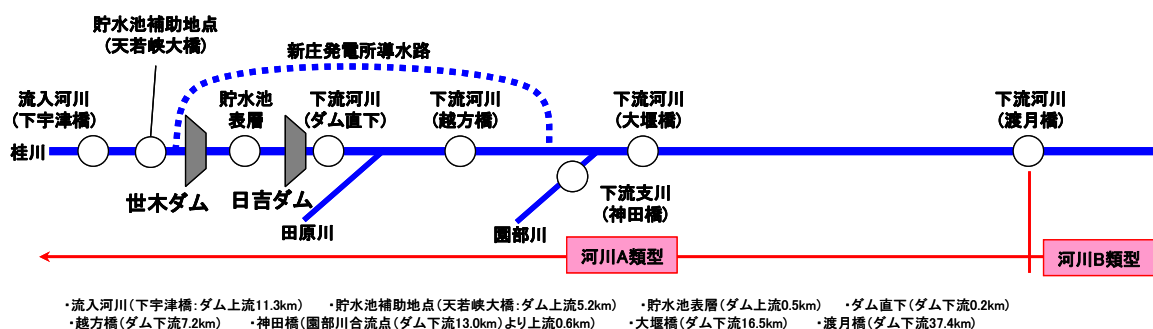 貯水池補助地点
(天若峡大橋)
新庄発電所導水路
流入河川
(下宇津橋)
貯水池
表層
下流河川
(ダム直下)
下流河川
(越方橋)
下流河川
(大堰橋)
下流河川
(渡月橋)
桂川
世木ダム
日吉ダム
下流支川
(神田橋)
田原川
園部川
河川A類型
河川B類型
・流入河川(下宇津橋:ダム上流11.3km) ・貯水池補助地点(天若峡大橋:ダム上流5.2km) ・貯水池表層(ダム上流0.5km) ・ダム直下(ダム下流0.2km)
・越方橋(ダム下流7.2km) ・神田橋(園部川合流点(ダム下流13.0km)より上流0.6km) ・大堰橋(ダム下流16.5km) ・渡月橋(ダム下流37.4km)